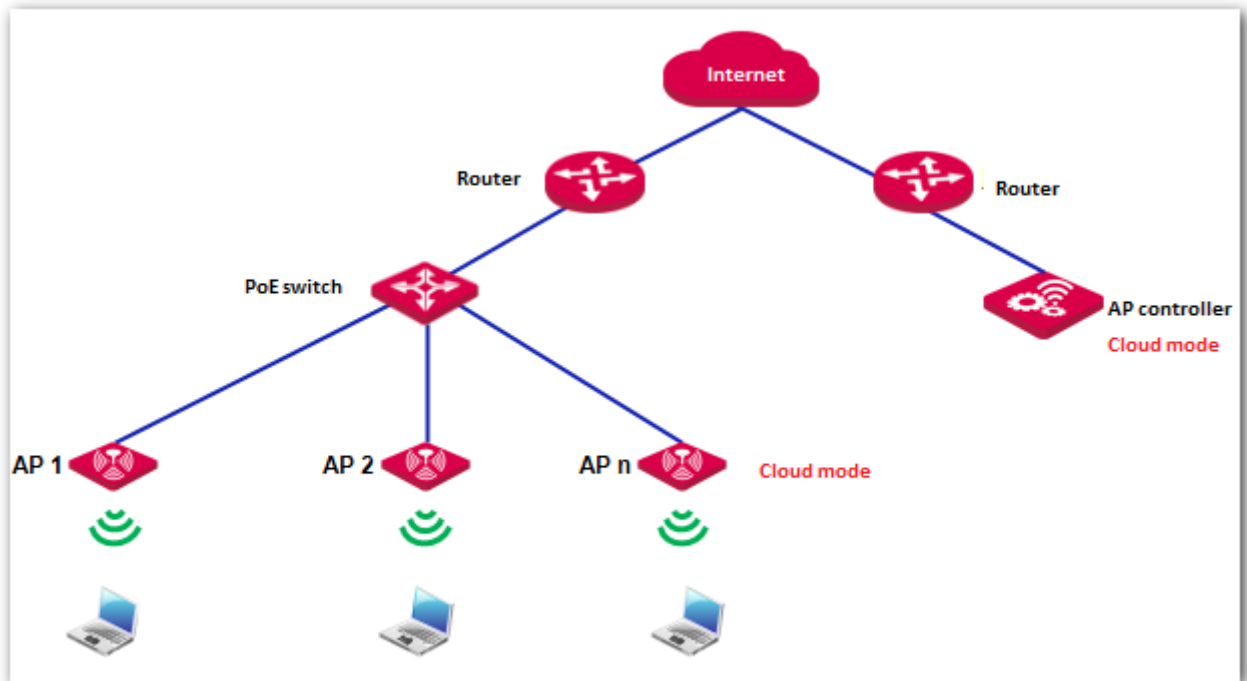 Internet
Router
Router
PoE switch
AP controller
Cloud mode
AP 1
AP 2
AP n
Cloud mode